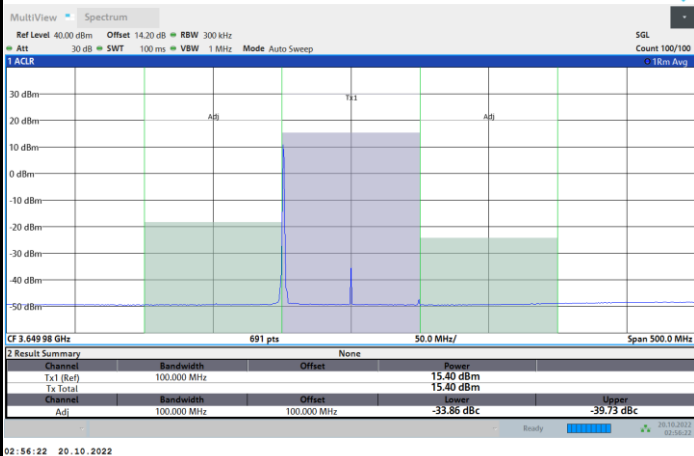 MultiView Spectrum
Ref Level 40.00 dBm Offset 14.20 dB RBW 300 kHz SGL
Att 30 dB SWT 100 ms VBW 1 MHz Mode Auto Sweep Count 100/100
1 ACLR 1Rm Avg
30 dBm
Tx1
20 dBm Adj Adj
10 dBm
0 dBm
-10 dBm
-20 dBm
-30 dBm
-40 dBm
-50 dBm
CF 3.649 98 GHz 691 pts 50.0 MHz/ Span 500.0 MHz
2 Result Summary None
Channel Bandwidth Offset Power
Tx1 (Ref) 100.000 MHz 15.40 dBm
Tx Total 15.40 dBm
Channel Bandwidth Offset Lower Upper
Adj 100.000 MHz 100.000 MHz -33.86 dBc -39.73 dBc
Ready 20.10.2022
02:56:22
02:56:22 20.10.2022